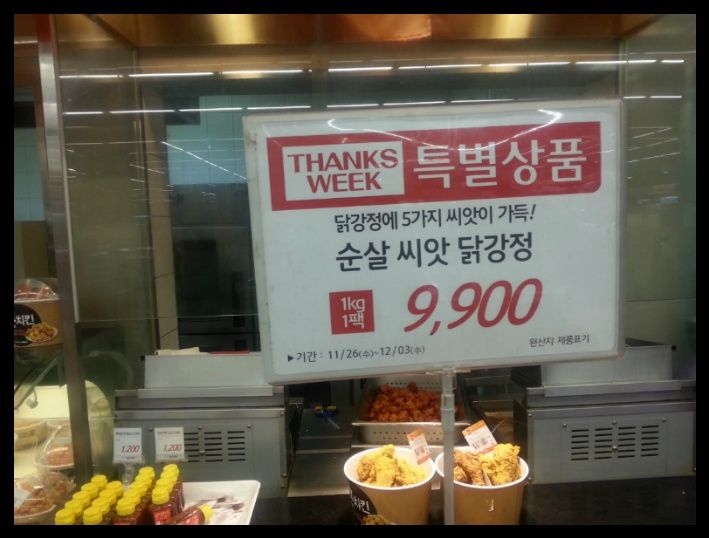 THANKS WEEK
특별상품
닭강정에 5가지 씨앗이 가득!
순살 씨앗 닭강정
1kg
1팩
9,900
▶기간 : 11/26(수)~12/03(수)
원산지: 제품표기
치킨
1,200
1,200